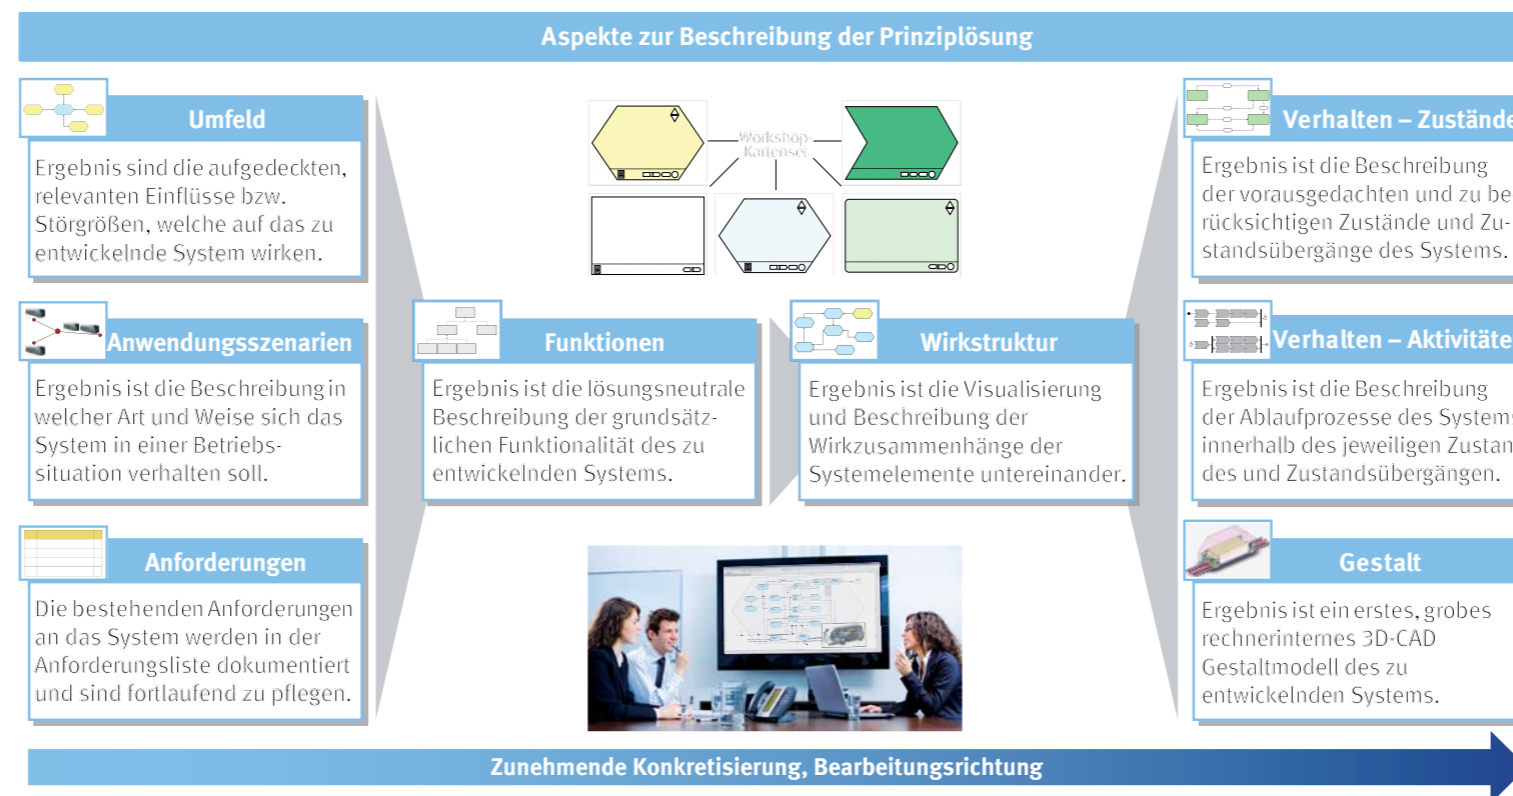 Aspekte zur Beschreibung der Prinziplösung
Umfeld
Ergebnis sind die aufgedeckten,
relevanten Einflüsse bzw.
Störgrößen, welche auf das zu
entwickelnde System wirken.
Anwendungsszenarien
Ergebnis ist die Beschreibung in
welcher Art und Weise sich das
System in einer Betriebs-
situation verhalten soll.
Anforderungen
Die bestehenden Anforderungen
an das System werden in der
Anforderungsliste dokumentiert
und sind fortlaufend zu pflegen.
Workshop-
Kartenset
Funktionen
Ergebnis ist die lösungsneutrale
Beschreibung der grundsätz-
lichen Funktionalität des zu
entwickelnden Systems.
Wirkstruktur
Ergebnis ist die Visualisierung
und Beschreibung der
Wirkzusammenhänge der
Systemelemente untereinander.
Verhalten – Zustände
Ergebnis ist die Beschreibung
der vorausgedachten und zu be
rücksichtigen Zustände und Zu-
standsübergänge des Systems.
Verhalten – Aktivitäte
Ergebnis ist die Beschreibung
der Ablaufprozesse des Systems
innerhalb des jeweiligen Zustan
des und Zustandsübergängen.
Gestalt
Ergebnis ist ein erstes, grobes
rechnerinternes 3D-CAD
Gestaltmodell des zu
entwickelnden Systems.
Zunehmende Konkretisierung, Bearbeitungsrichtung